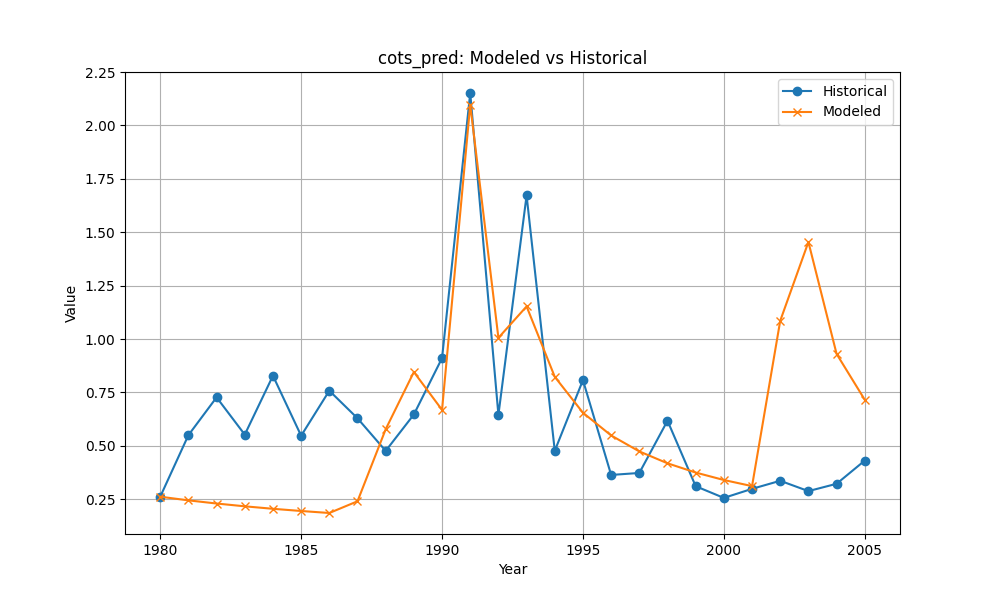 cots_pred: Modeled vs Historical
2.25
2.00
1.75
1.50
1.25
1.00
0.75
0.50
0.25
Value
Historical
Modeled
1980 1985 1990 1995 2000 2005
Year